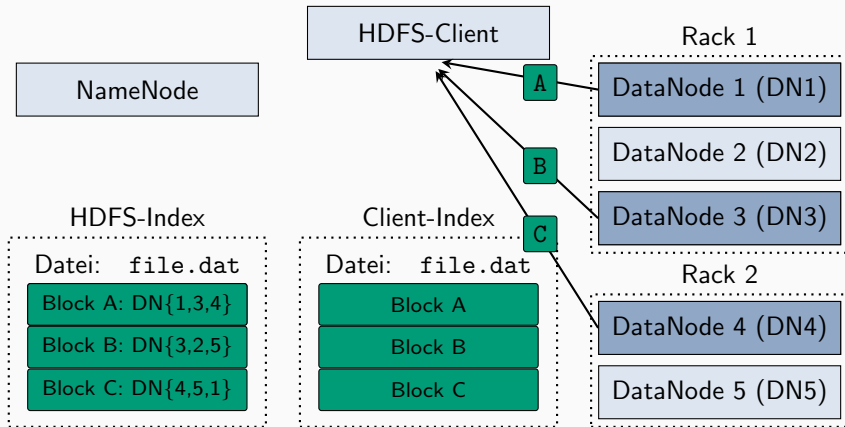 HDFS-Client
NameNode
A
B
C
Rack 1
DataNode 1 (DN1)
DataNode 2 (DN2)
DataNode 3 (DN3)
Rack 2
DataNode 4 (DN4)
DataNode 5 (DN5)
HDFS-Index
Datei: file.dat
Block A: DN{1,3,4}
Block B: DN{3,2,5}
Block C: DN{4,5,1}
Client-Index
Datei: file.dat
Block A
Block B
Block C